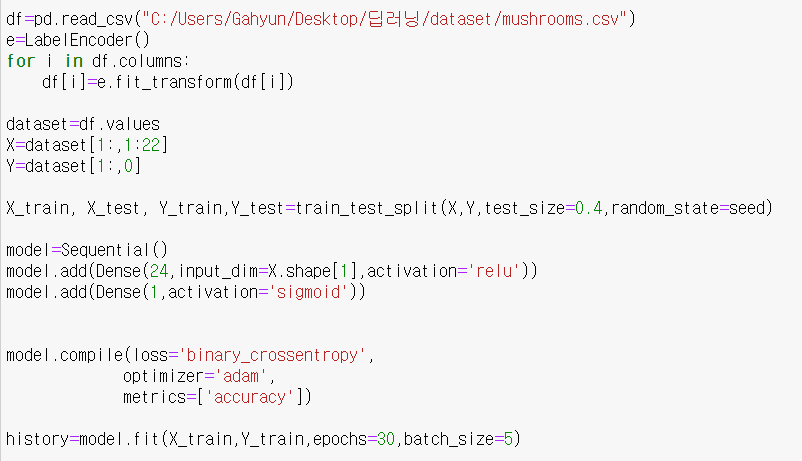 df=pd.read_csv("C:/Users/Gahyun/Desktop/딥러닝/dataset/mushrooms.csv")
e=LabelEncoder()
for i in df.columns:
    df[i]=e.fit_transform(df[i])
dataset=df.values
X=dataset[1:,1:22]
Y=dataset[1:,0]
X_train, X_test, Y_train,Y_test=train_test_split(X,Y,test_size=0.4,random_state=seed)
model=Sequential()
model.add(Dense(24,input_dim=X.shape[1],activation='relu'))
model.add(Dense(1,activation='sigmoid'))
model.compile(loss='binary_crossentropy',
              optimizer='adam',
              metrics=['accuracy'])
history=model.fit(X_train,Y_train,epochs=30,batch_size=5)